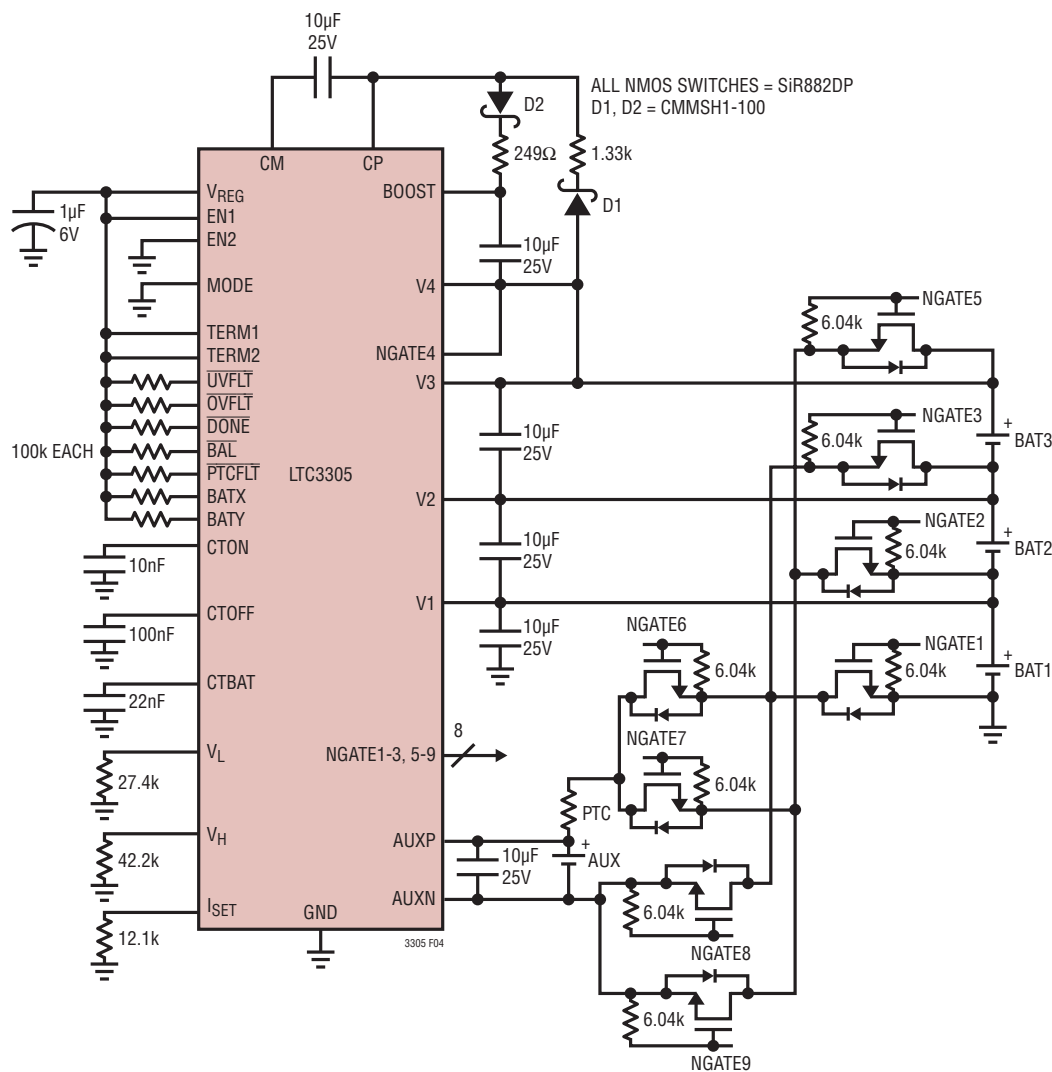 10µF
25V
ALL NMOS SWITCHES = SiR882DP
D1, D2 = CMMSH1-100
D2
249Ω
1.33k
D1
CM
CP
1µF
6V
VREG
EN1
EN2
MODE
TERM1
TERM2
UVFLT
OVFLT
DONE
BAL
PTCFLT
BATX
BATY
100k EACH
LTC3305
CTON
10nF
CTOFF
100nF
CTBAT
22nF
VL
27.4k
VH
42.2k
ISET
12.1k
GND
BOOST
10µF
25V
V4
NGATE4
V3
10µF
25V
V2
10µF
25V
V1
10µF
25V
NGATE1-3, 5-9
8
AUXP
10µF
25V
AUXN
3305 F04
NGATE5
6.04k
NGATE3
6.04k
+
BAT3
NGATE2
6.04k
BAT2
+
NGATE6
6.04k
NGATE1
6.04k
+
BAT1
NGATE7
6.04k
PTC
+
AUX
6.04k
NGATE8
6.04k
NGATE9